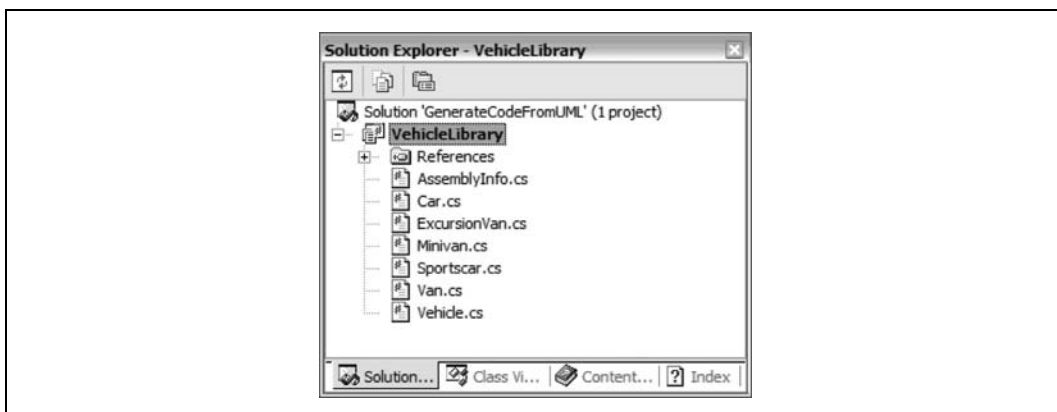 Solution Explorer - VehicleLibrary
Solution 'GenerateCodeFromUML' (1 project)
VehicleLibrary
References
AssemblyInfo.cs
Car.cs
ExcursionVan.cs
Minivan.cs
Sportscar.cs
Van.cs
Vehicle.cs
Solution... Class Vi... Content... Index